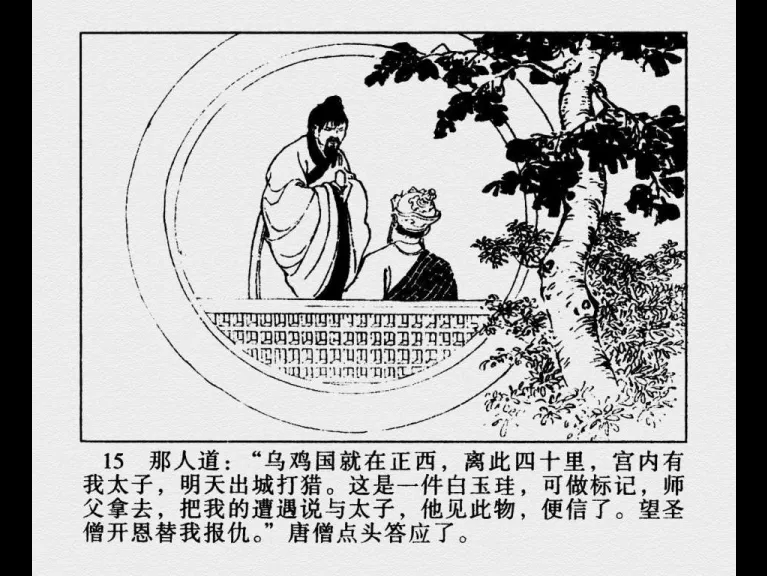 15 那人道：“乌鸡国就在正西，离此四十里，宫内有
我太子，明天出城打猎。这是一件白玉珪，可做标记，师
父拿去，把我的遭遇说与太子，他见此物，便信了。望圣
僧开恩替我报仇。”唐僧点头答应了。